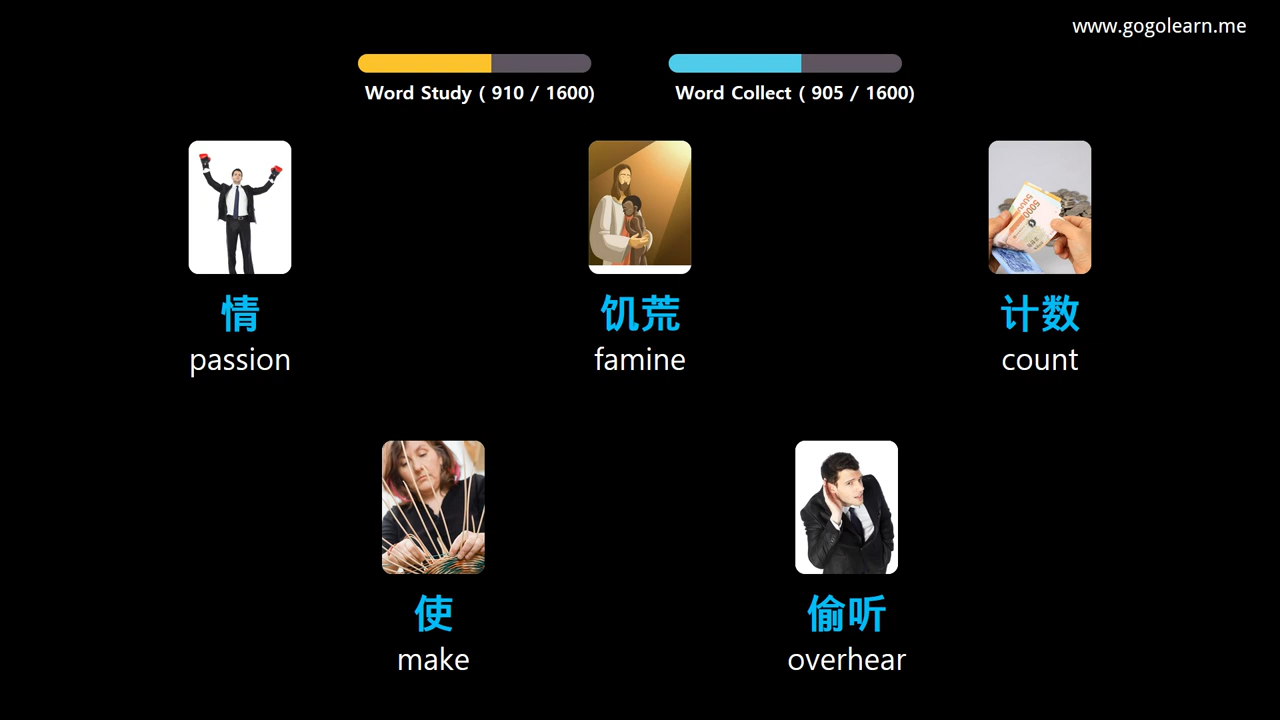 www.gogolearn.me
Word Study ( 910 / 1600)
Word Collect ( 905 / 1600)
情
passion
饥荒
famine
计数
count
使
make
偷听
overhear